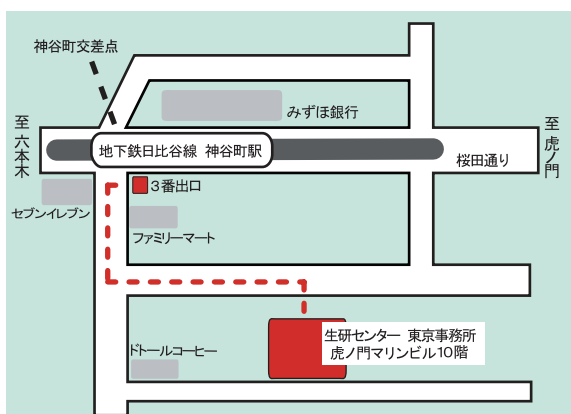 神谷町交差点
至六本木
みずほ銀行
至虎ノ門
地下鉄日比谷線 神谷町駅
桜田通り
3番出口
セブンイレブン
ファミリーマート
生研センター 東京事務所
虎ノ門マリンビル10階
ドトールコーヒー